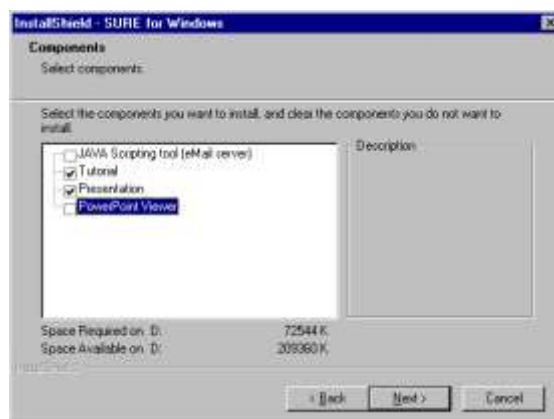 InstallShield - SURE for Windows
Components
Select components.
Select the components you want to install, and clear the components you do not want to
install.
JAVA Scripting tool (eMail server)
Tutorial
Presentation
PowerPoint Viewer
Description
Space Required on D:
72544 K
Space Available on D:
209360 K
InstallShield
< Back
Next >
Cancel